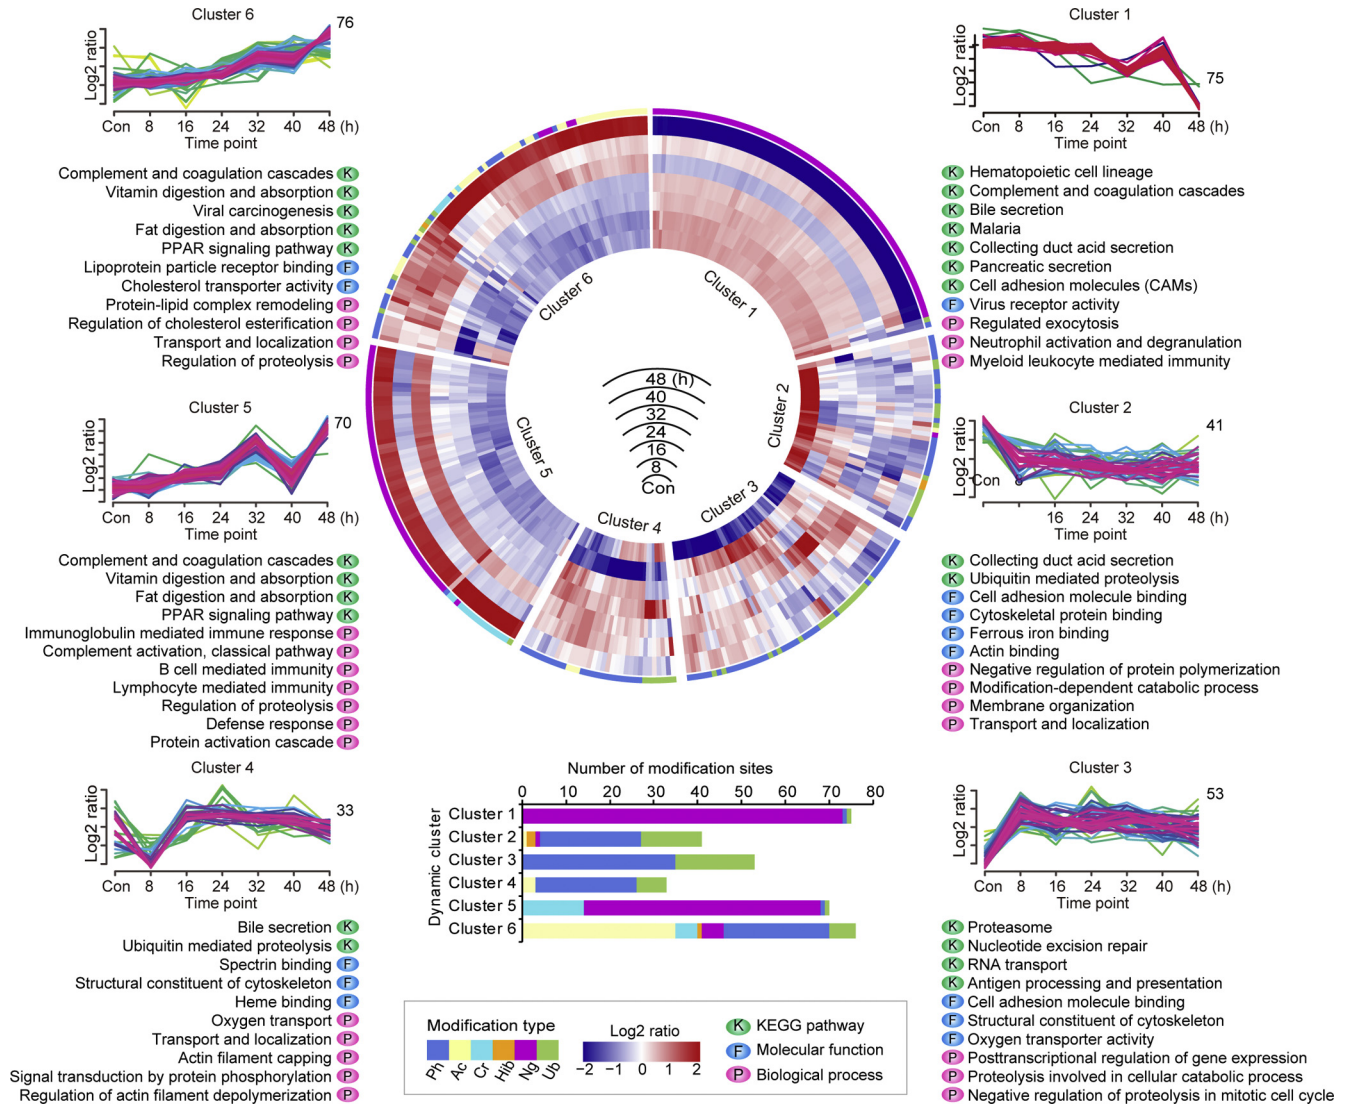 Cluster 6
76
Log2 ratio
Con 8 16 24 32 40 48 (h)
Time point
Complement and coagulation cascades K
Vitamin digestion and absorption K
Viral carcinogenesis K
Fat digestion and absorption K
PPAR signaling pathway K
Lipoprotein particle receptor binding F
Cholesterol transporter activity F
Protein-lipid complex remodeling P
Regulation of cholesterol esterification P
Transport and localization P
Regulation of proteolysis P
Cluster 5
70
Log2 ratio
Con 8 16 24 32 40 48 (h)
Time point
Complement and coagulation cascades K
Vitamin digestion and absorption K
Fat digestion and absorption K
PPAR signaling pathway K
Immunoglobulin mediated immune response P
Complement activation, classical pathway P
B cell mediated immunity P
Lymphocyte mediated immunity P
Regulation of proteolysis P
Defense response P
Protein activation cascade P
Cluster 4
33
Log2 ratio
Con 8 16 24 32 40 48 (h)
Time point
Bile secretion K
Ubiquitin mediated proteolysis K
Spectrin binding F
Structural constituent of cytoskeleton F
Heme binding F
Oxygen transport P
Transport and localization P
Actin filament capping P
Signal transduction by protein phosphorylation P
Regulation of actin filament depolymerization P
Cluster 1
Cluster 2
Cluster 3
Cluster 4
Cluster 5
Cluster 6
48 (h)
40
32
24
16
8
Con
Number of modification sites
0 10 20 30 40 50 60 70 80
Dynamic cluster
Cluster 1
Cluster 2
Cluster 3
Cluster 4
Cluster 5
Cluster 6
Modification type
Ph Ac Cr Hib Ng Ub
Log2 ratio
−2 −1 0 1 2
K KEGG pathway
F Molecular function
P Biological process
Cluster 1
75
Log2 ratio
Con 8 16 24 32 40 48 (h)
Time point
K Hematopoietic cell lineage
K Complement and coagulation cascades
K Bile secretion
K Malaria
K Collecting duct acid secretion
K Pancreatic secretion
K Cell adhesion molecules (CAMs)
F Virus receptor activity
P Regulated exocytosis
P Neutrophil activation and degranulation
P Myeloid leukocyte mediated immunity
Cluster 2
41
Log2 ratio
Con 8 16 24 32 40 48 (h)
Time point
K Collecting duct acid secretion
K Ubiquitin mediated proteolysis
F Cell adhesion molecule binding
F Cytoskeletal protein binding
F Ferrous iron binding
F Actin binding
P Negative regulation of protein polymerization
P Modification-dependent catabolic process
P Membrane organization
P Transport and localization
Cluster 3
53
Log2 ratio
Con 8 16 24 32 40 48 (h)
Time point
K Proteasome
K Nucleotide excision repair
K RNA transport
K Antigen processing and presentation
F Cell adhesion molecule binding
F Structural constituent of cytoskeleton
F Oxygen transporter activity
P Posttranscriptional regulation of gene expression
P Proteolysis involved in cellular catabolic process
P Negative regulation of proteolysis in mitotic cell cycle